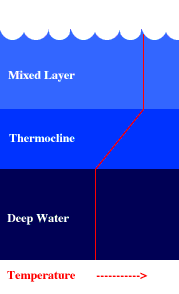 Mixed Layer
Thermocline
Deep Water
Temperature ----------->